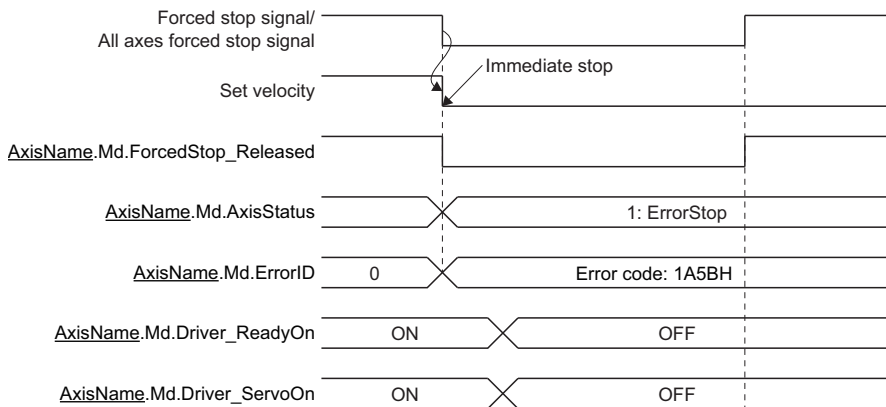 Forced stop signal/
All axes forced stop signal
Immediate stop
Set velocity
AxisName.Md.ForcedStop_Released
AxisName.Md.AxisStatus
1: ErrorStop
AxisName.Md.ErrorID
0
Error code: 1A5BH
AxisName.Md.Driver_ReadyOn
ON
OFF
AxisName.Md.Driver_ServoOn
ON
OFF